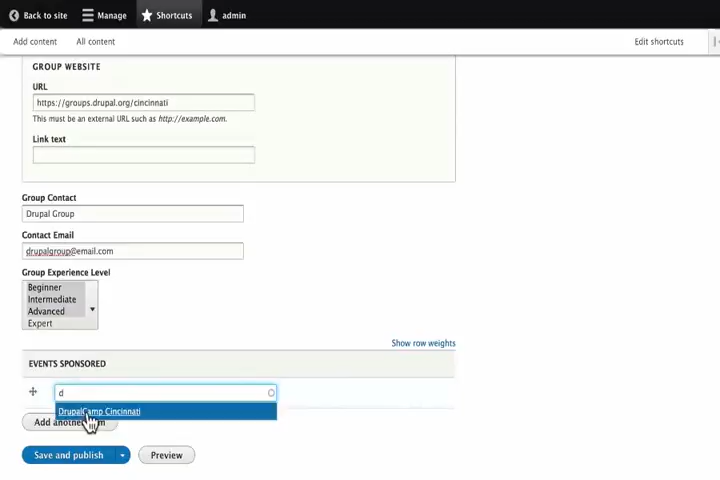 Back to site Manage Shortcuts admin
Add content All content Edit shortcuts
GROUP WEBSITE
URL
https://groups.drupal.org/cincinnati
This must be an external URL such as http://example.com.
Link text
Group Contact
Drupal Group
Contact Email
drupalgroup@email.com
Group Experience Level
Beginner
Intermediate
Advanced
Expert
Show row weights
EVENTS SPONSORED
d
DrupalCamp Cincinnati
Add another
Save and publish Preview